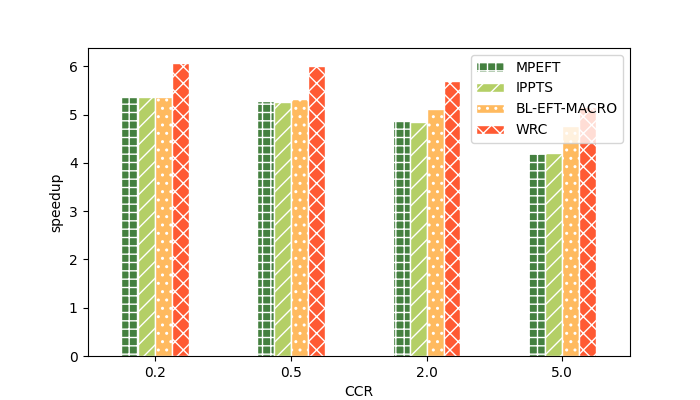 MPEFT
IPPTS
BL-EFT-MACRO
WRC
6
5
4
3
2
1
0
speedup
0.2 0.5 2.0 5.0
CCR